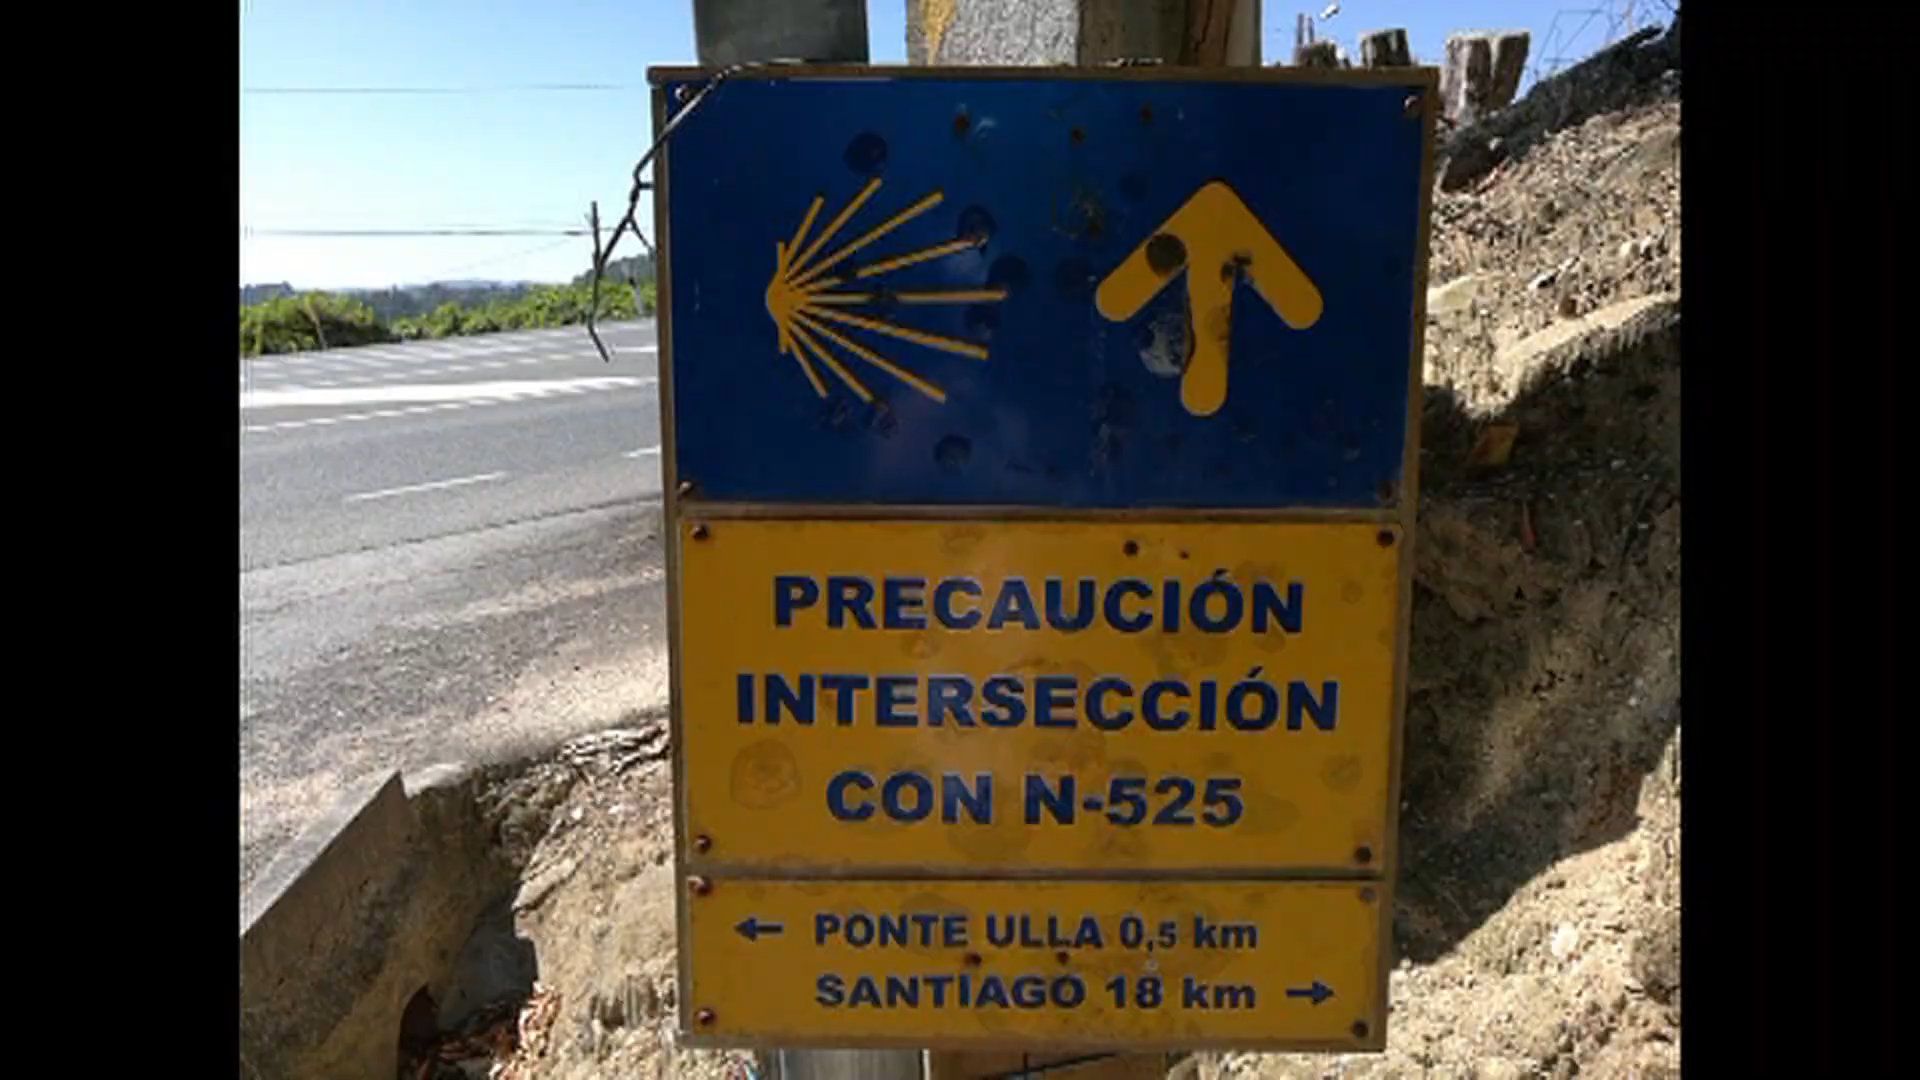 PRECAUCIÓN
INTERSECCIÓN
CON N-525
← PONTE ULLA 0,5 km
SANTIAGO 18 km →